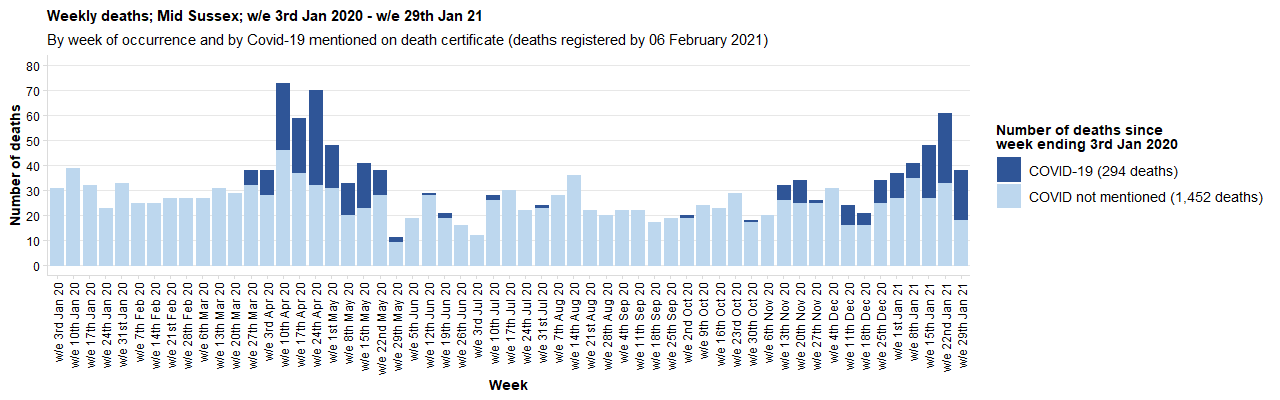 Weekly deaths; Mid Sussex; w/e 3rd Jan 2020 - w/e 29th Jan 21
By week of occurrence and by Covid-19 mentioned on death certificate (deaths registered by 06 February 2021)
Number of deaths
80
70
60
50
40
30
20
10
0
w/e 3rd Jan 20
w/e 10th Jan 20
w/e 17th Jan 20
w/e 24th Jan 20
w/e 31st Jan 20
w/e 7th Feb 20
w/e 14th Feb 20
w/e 21st Feb 20
w/e 28th Feb 20
w/e 6th Mar 20
w/e 13th Mar 20
w/e 20th Mar 20
w/e 27th Mar 20
w/e 3rd Apr 20
w/e 10th Apr 20
w/e 17th Apr 20
w/e 24th Apr 20
w/e 1st May 20
w/e 8th May 20
w/e 15th May 20
w/e 22nd May 20
w/e 29th May 20
w/e 5th Jun 20
w/e 12th Jun 20
w/e 19th Jun 20
w/e 26th Jun 20
w/e 3rd Jul 20
w/e 10th Jul 20
w/e 17th Jul 20
w/e 24th Jul 20
w/e 31st Jul 20
w/e 7th Aug 20
w/e 14th Aug 20
w/e 21st Aug 20
w/e 28th Aug 20
w/e 4th Sep 20
w/e 11th Sep 20
w/e 18th Sep 20
w/e 25th Sep 20
w/e 2nd Oct 20
w/e 9th Oct 20
w/e 16th Oct 20
w/e 23rd Oct 20
w/e 30th Oct 20
w/e 6th Nov 20
w/e 13th Nov 20
w/e 20th Nov 20
w/e 27th Nov 20
w/e 4th Dec 20
w/e 11th Dec 20
w/e 18th Dec 20
w/e 25th Dec 20
w/e 1st Jan 21
w/e 8th Jan 21
w/e 15th Jan 21
w/e 22nd Jan 21
w/e 29th Jan 21
Week
Number of deaths since
week ending 3rd Jan 2020
COVID-19 (294 deaths)
COVID not mentioned (1,452 deaths)